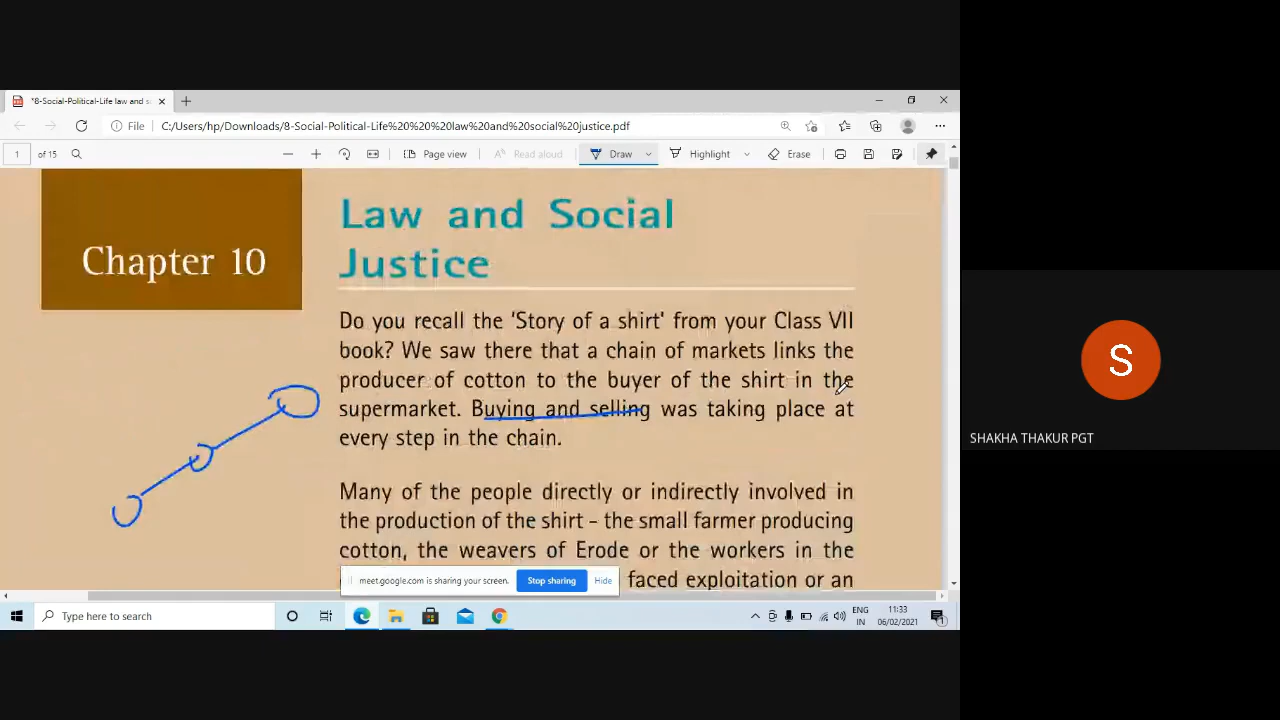 *8-Social-Political-Life law and s
File C:/Users/hp/Downloads/8-Social-Political-Life%20%20%20law%20and%20social%20justice.pdf
1 of 15 Page view Read aloud Draw Highlight Erase
Chapter 10
Law and Social
Justice
Do you recall the 'Story of a shirt' from your Class VII
book? We saw there that a chain of markets links the
producer of cotton to the buyer of the shirt in the
supermarket. Buying and selling was taking place at
every step in the chain.
Many of the people directly or indirectly involved in
the production of the shirt – the small farmer producing
cotton, the weavers of Erode or the workers in the
faced exploitation or an
meet.google.com is sharing your screen. Stop sharing Hide
Type here to search
ENG
IN
11:33
06/02/2021
S
SHAKHA THAKUR PGT